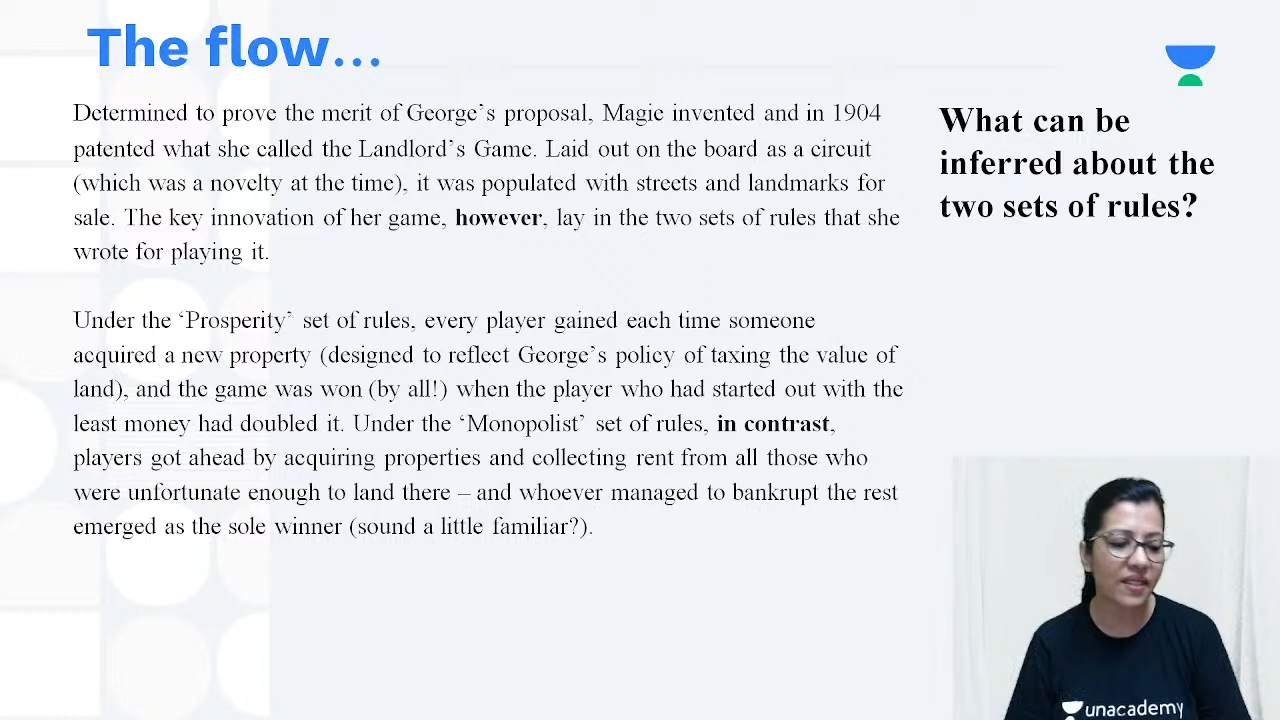 The flow...
Determined to prove the merit of George’s proposal, Magie invented and in 1904
patented what she called the Landlord’s Game. Laid out on the board as a circuit
(which was a novelty at the time), it was populated with streets and landmarks for
sale. The key innovation of her game, however, lay in the two sets of rules that she
wrote for playing it.
Under the ‘Prosperity’ set of rules, every player gained each time someone
acquired a new property (designed to reflect George’s policy of taxing the value of
land), and the game was won (by all!) when the player who had started out with the
least money had doubled it. Under the ‘Monopolist’ set of rules, in contrast,
players got ahead by acquiring properties and collecting rent from all those who
were unfortunate enough to land there – and whoever managed to bankrupt the rest
emerged as the sole winner (sound a little familiar?).
What can be
inferred about the
two sets of rules?
unacademy